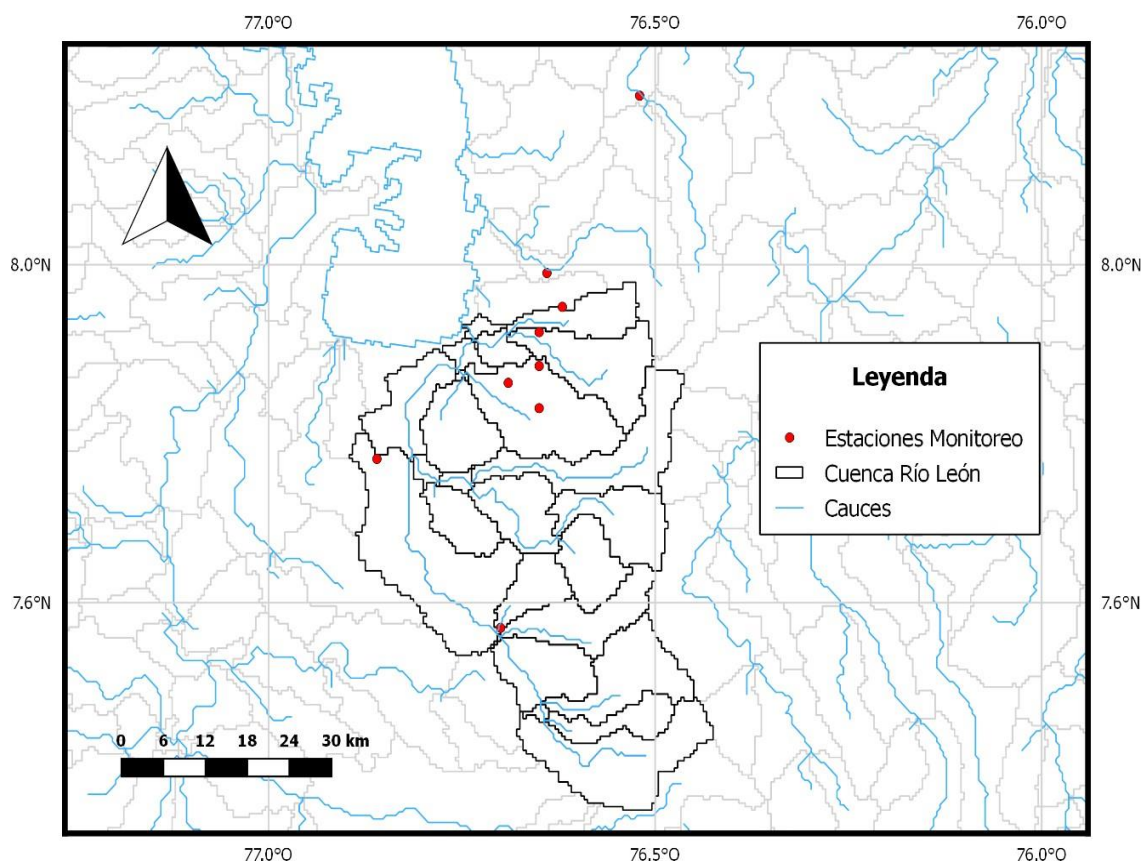 77.0°O 76.5°O 76.0°O
8.0°N 8.0°N
Leyenda
Estaciones Monitoreo
Cuenca Río León
Cauces
7.6°N 7.6°N
0 6 12 18 24 30 km
77.0°O 76.5°O 76.0°O